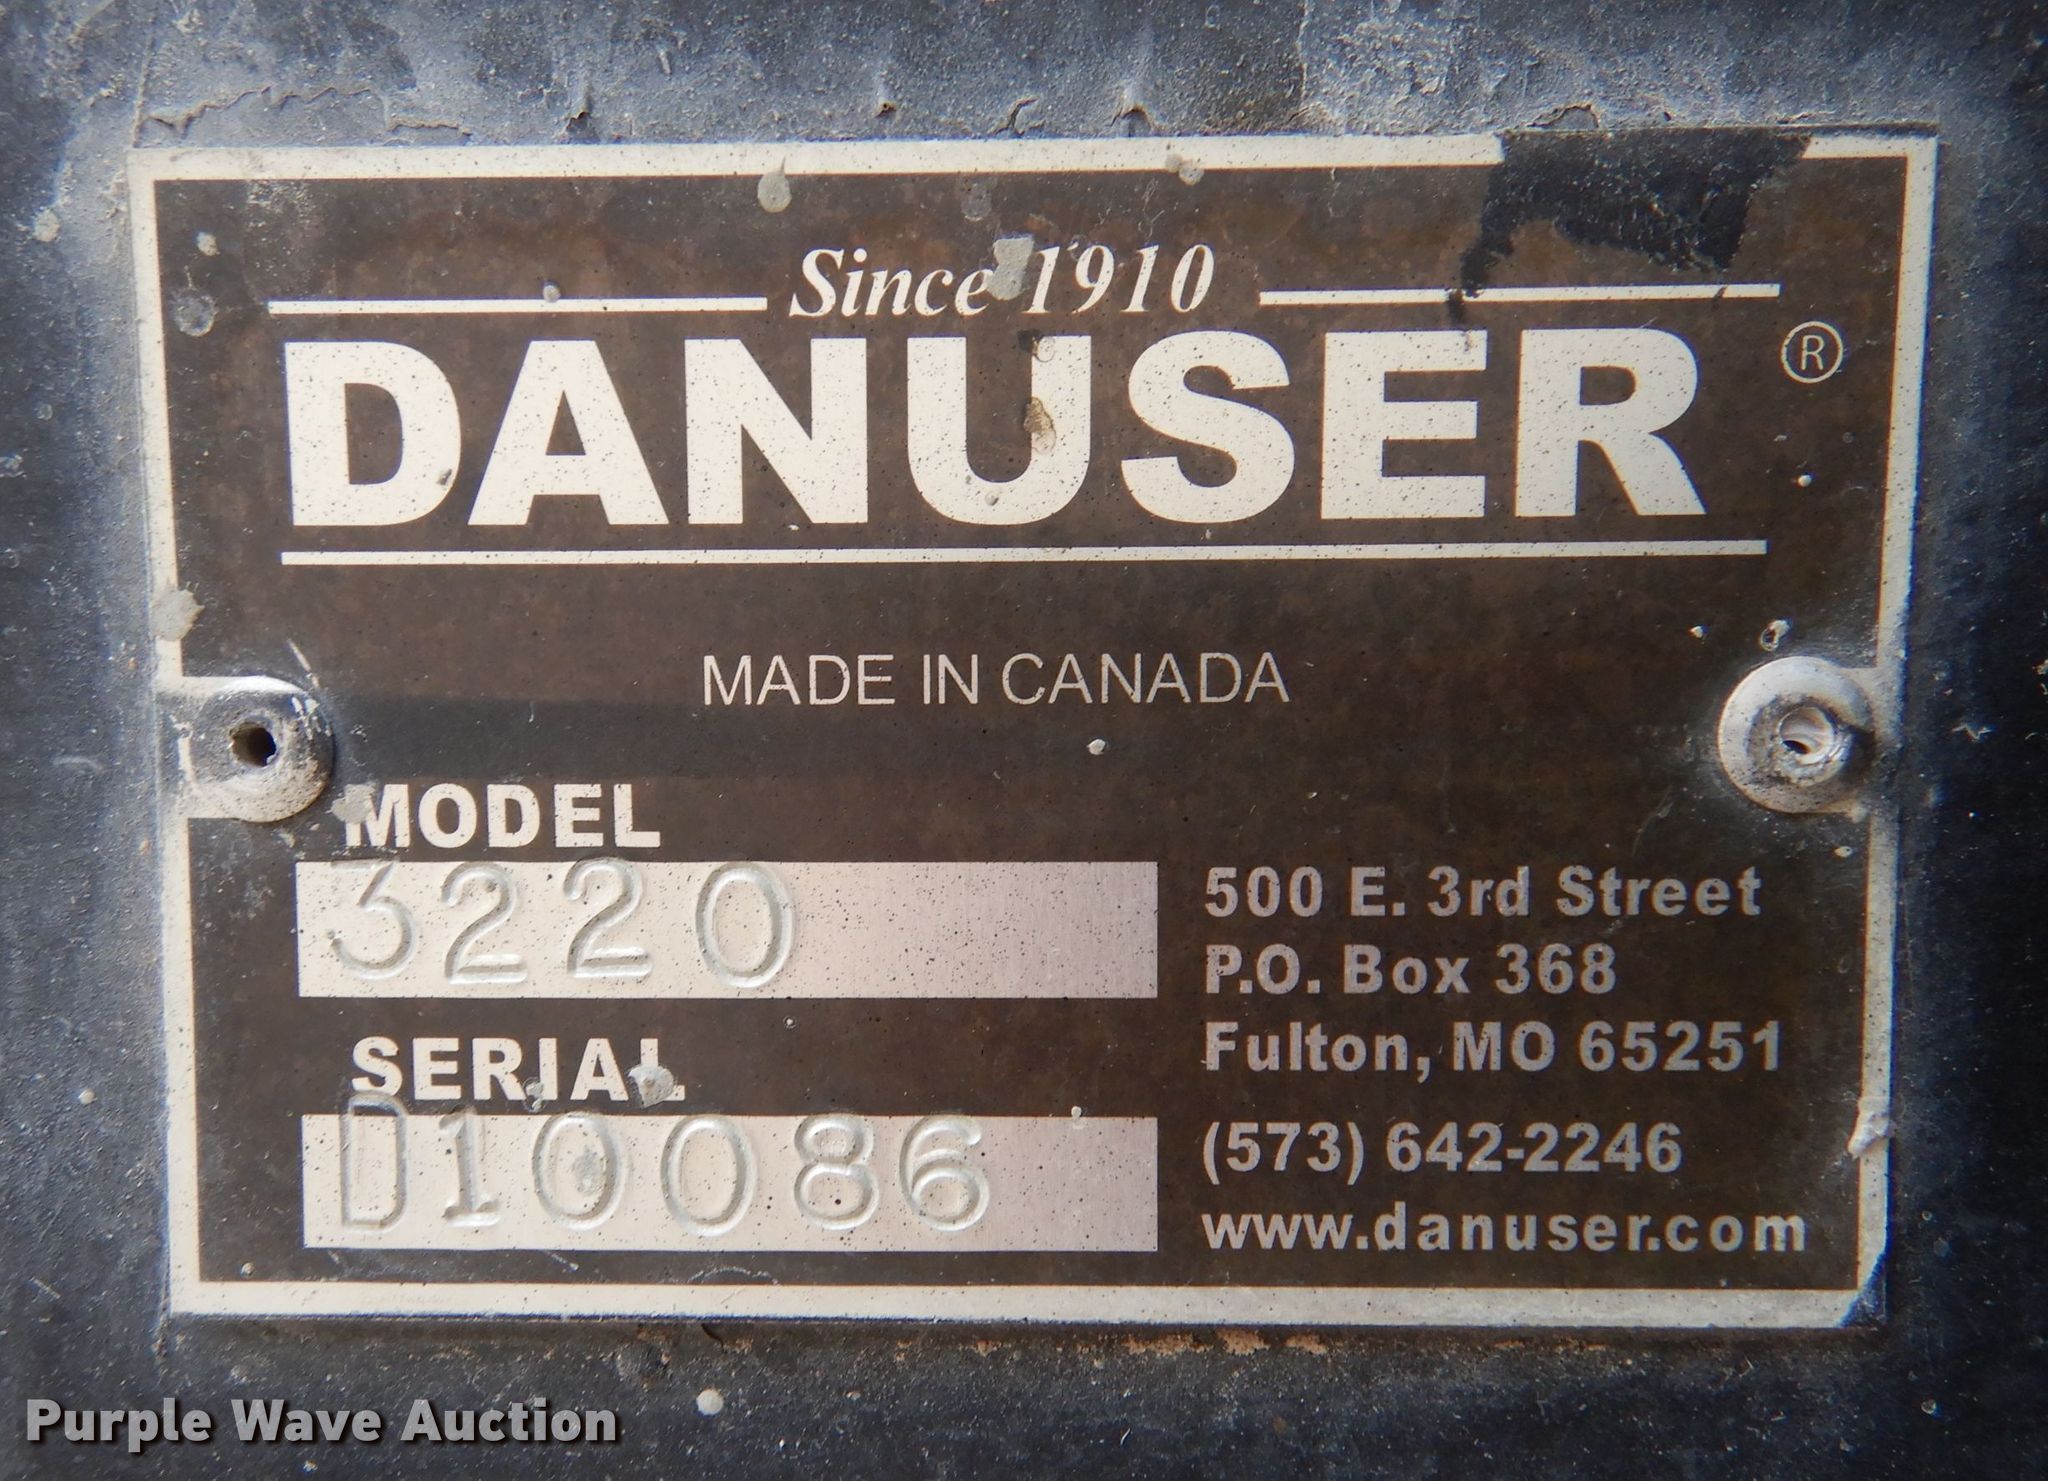 Since 1910
DANUSER®
MADE IN CANADA
MODEL
3220
SERIAL
D10086
500 E. 3rd Street
P.O. Box 368
Fulton, MO 65251
(573) 642-2246
www.danuser.com
Purple Wave Auction